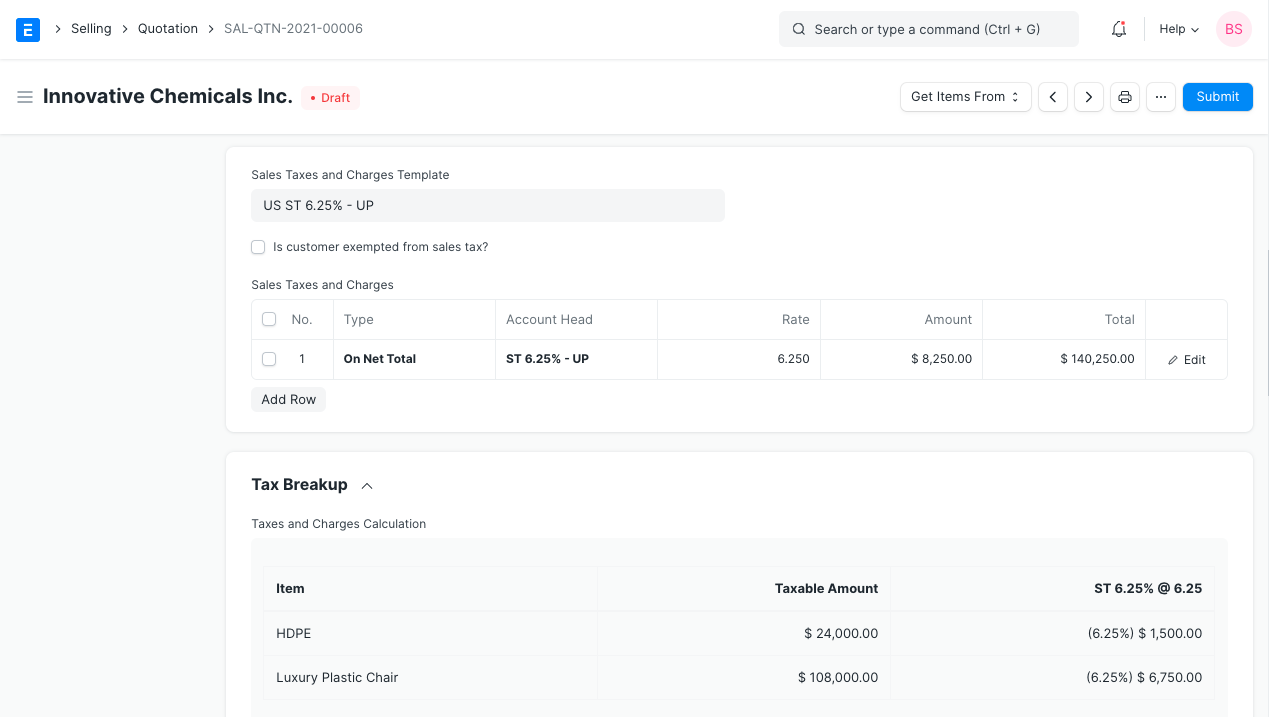 E
Selling
Quotation
SAL-QTN-2021-00006
Search or type a command (Ctrl + G)
Help
BS
Innovative Chemicals Inc.
• Draft
Get Items From
Submit
Sales Taxes and Charges Template
US ST 6.25% - UP
Is customer exempted from sales tax?
Sales Taxes and Charges
No. Type Account Head Rate Amount Total
1 On Net Total ST 6.25% - UP 6.250 $ 8,250.00 $ 140,250.00 Edit
Add Row
Tax Breakup
Taxes and Charges Calculation
Item Taxable Amount ST 6.25% @ 6.25
HDPE $ 24,000.00 (6.25%) $ 1,500.00
Luxury Plastic Chair $ 108,000.00 (6.25%) $ 6,750.00